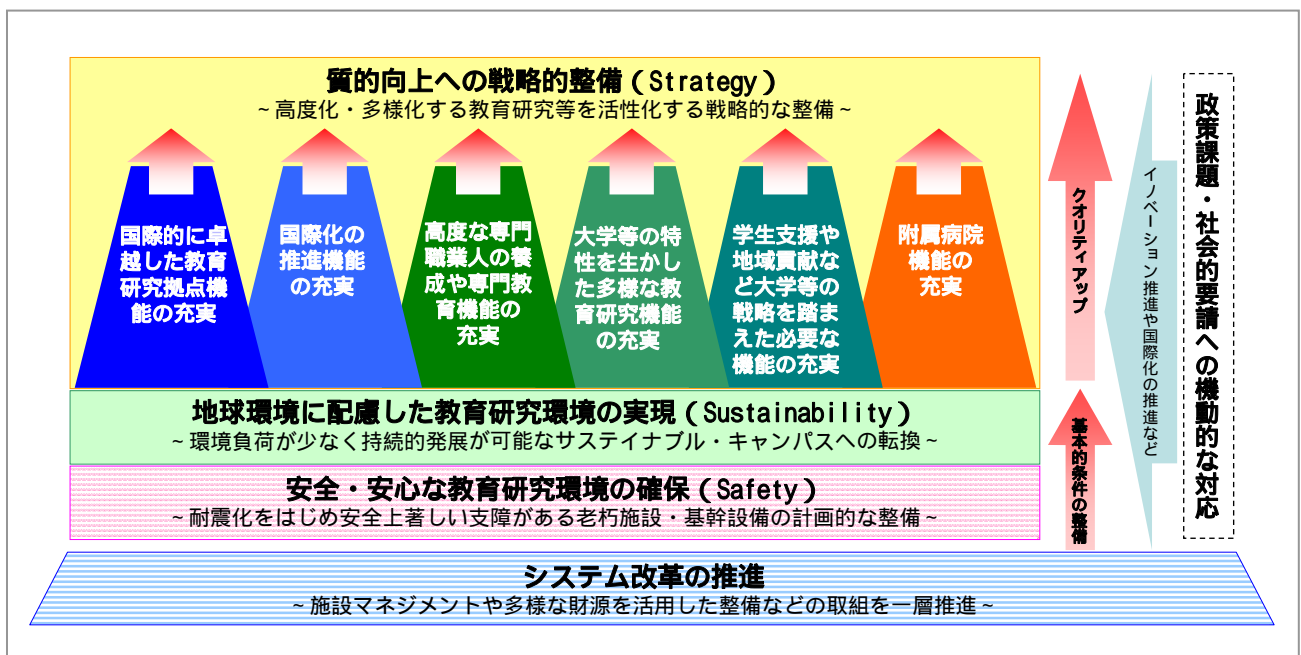 質的向上への戦略的整備（Strategy）
~高度化・多様化する教育研究等を活性化する戦略的な整備~
国際的に卓
越した教育
研究拠点機
能の充実
国際化の
推進機能
の充実
高度な専門
職業人の養
成や専門教
育機能の
充実
大学等の特
性を生かし
た多様な教
育研究機能
の充実
学生支援や
地域貢献な
ど大学等の
戦略を踏ま
えた必要な
機能の充実
附属病院
機能の
充実
地球環境に配慮した教育研究環境の実現（Sustainability）
~環境負荷が少なく持続的発展が可能なサステイナブル・キャンパスへの転換~
安全・安心な教育研究環境の確保（Safety）
~耐震化をはじめ安全上著しい支障がある老朽施設・基幹設備の計画的な整備~
システム改革の推進
~施設マネジメントや多様な財源を活用した整備などの取組を一層推進~
クオリティアップ
基本的条件の整備
イノベーション推進や国際化の推進など
政策課題・社会的要請への機動的な対応